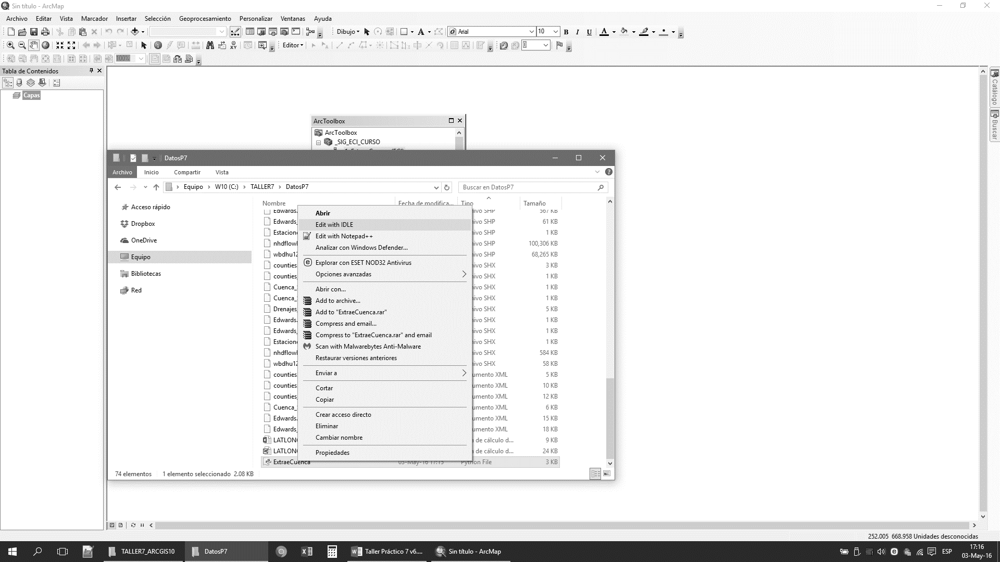 Sin título - ArcMap
Archivo Editar Vista Marcador Insertar Selección Geoprocesamiento Personalizar Ventanas Ayuda
Dibujo Arial 10 B I U A
Editor
100%
Tabla de Contenidos
Capas
Catálogo
Buscar
ArcToolbox
ArcToolbox
_SIG_ECI_CURSO
DatosP7
Archivo Inicio Compartir Vista
Equipo W10 (C:) TALLER7 DatosP7
Buscar en DatosP7
Acceso rápido
Dropbox
OneDrive
Equipo
Bibliotecas
Red
Nombre Fecha de modifica... Tipo Tamaño
Edwards. ivo SHP 567 KB
Edwards_ ivo SHP 61 KB
Estacion ivo SHP 1 KB
nhdflow ivo SHP 100,306 KB
wbdhu12 ivo SHP 68,265 KB
counties ivo SHX 3 KB
counties ivo SHX 1 KB
Cuenca_ ivo SHX 1 KB
Cuenca_ ivo SHX 1 KB
Drenajes ivo SHX 5 KB
Edwards. ivo SHX 1 KB
Edwards_ ivo SHX 1 KB
Estacion ivo SHX 1 KB
nhdflow ivo SHX 584 KB
wbdhu12 ivo SHX 58 KB
counties umento XML 5 KB
counties umento XML 10 KB
counties umento XML 12 KB
Cuenca_ umento XML 6 KB
Edwards. umento XML 15 KB
Edwards_ umento XML 18 KB
LATLON de cálculo d... 9 KB
LATLON de cálculo d... 24 KB
ExtraeCuenca 03-May-16 17:15 Python File 3 KB
Abrir
Edit with IDLE
Edit with Notepad++
Analizar con Windows Defender...
Explorar con ESET NOD32 Antivirus
Opciones avanzadas
Abrir con...
Add to archive...
Add to "ExtraeCuenca.rar"
Compress and email...
Compress to "ExtraeCuenca.rar" and email
Scan with Malwarebytes Anti-Malware
Restaurar versiones anteriores
Enviar a
Cortar
Copiar
Crear acceso directo
Eliminar
Cambiar nombre
Propiedades
74 elementos 1 elemento seleccionado 2.08 KB
252.005 668.958 Unidades desconocidas
TALLER7_ARCGIS10
DatosP7
Taller Práctico 7 v6....
Sin título - ArcMap
ESP
17:16
03-May-16